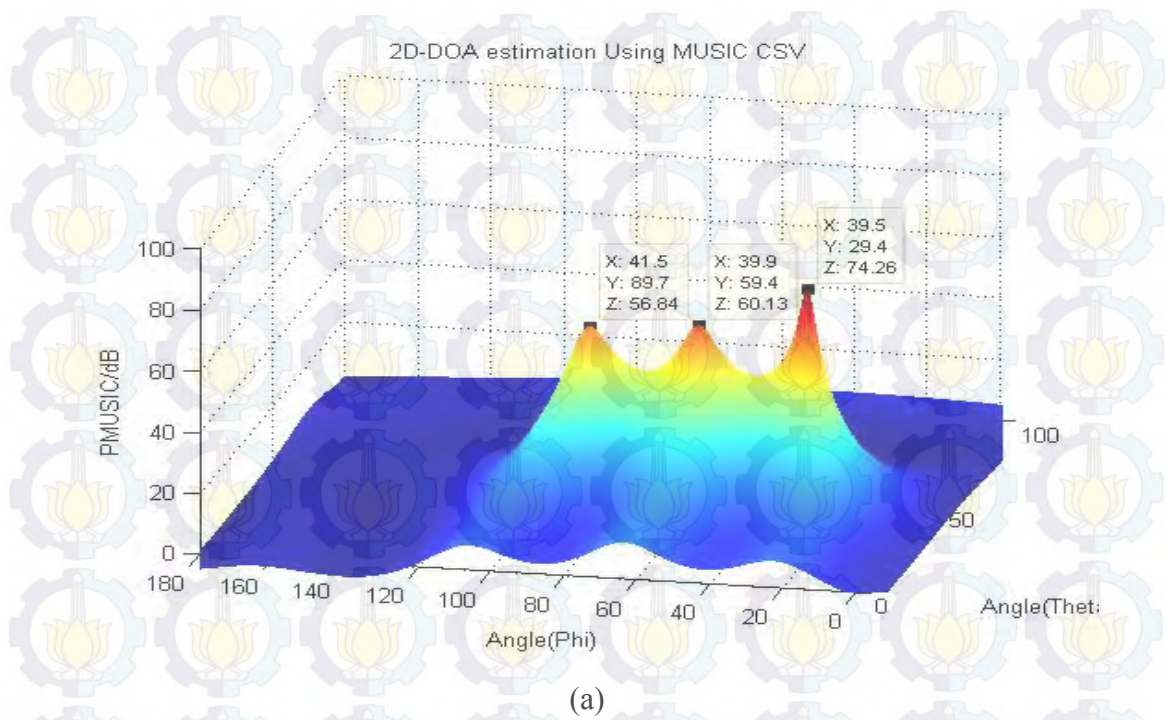 2D-DOA estimation Using MUSIC CSV
X: 39.5
Y: 29.4
Z: 74.26
X: 41.5
Y: 89.7
Z: 56.84
X: 39.9
Y: 59.4
Z: 60.13
PMUSIC/dB
100
80
60
40
20
0
180
160
140
120
100
80
60
40
20
0
Angle(Phi)
0
50
100
Angle(Theta
(a)